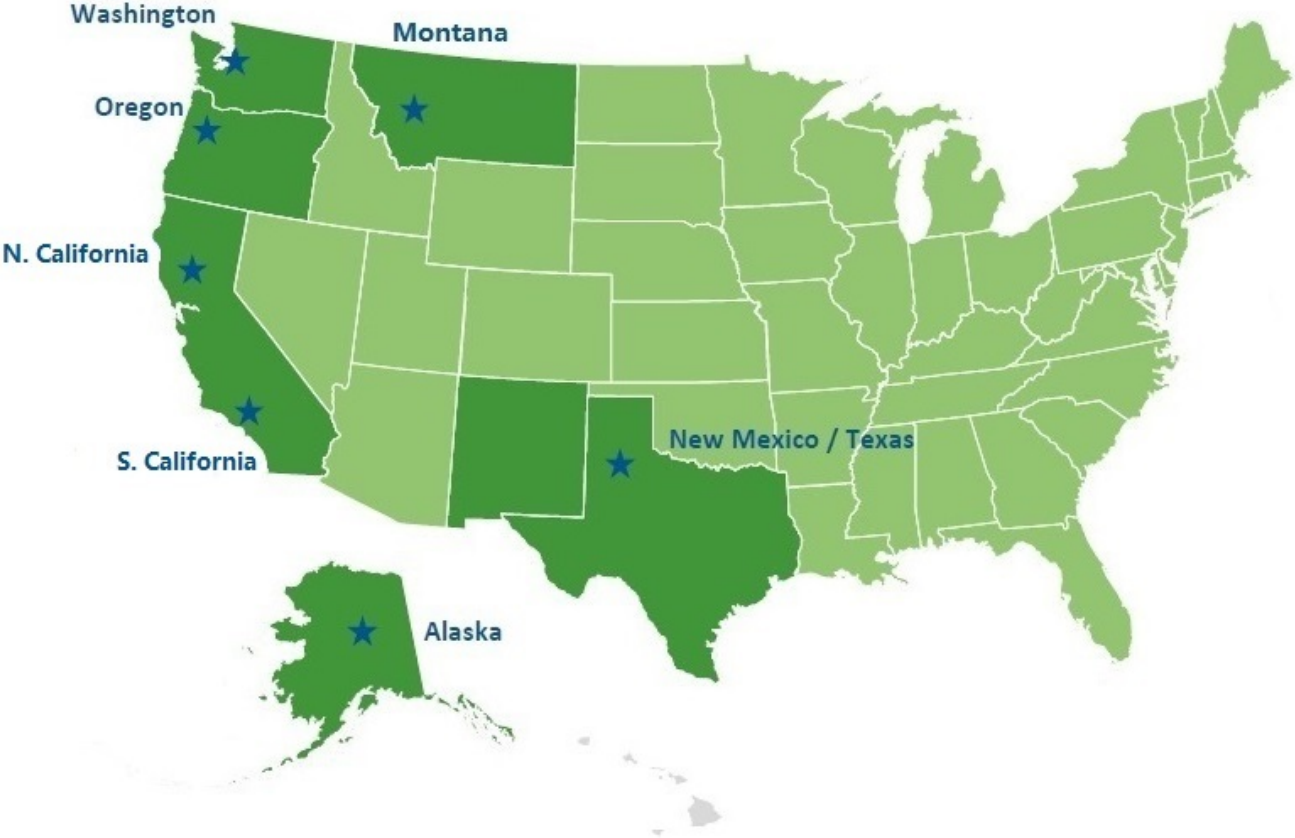 Washington
Montana
Oregon
N. California
New Mexico / Texas
S. California
Alaska